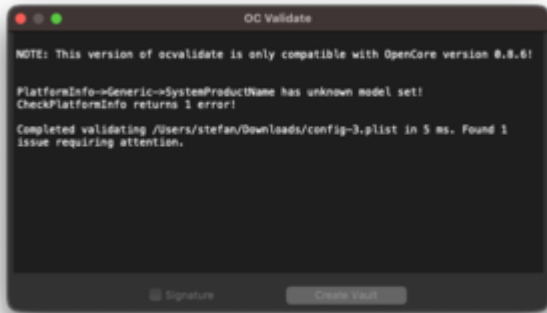 OC Validate
NOTE: This version of ocvalidate is only compatible with OpenCore version 0.8.6!
PlatformInfo->Generic->SystemProductName has unknown model set!
CheckPlatformInfo returns 1 error!
Completed validating /Users/stefan/Downloads/config-3.plist in 5 ms. Found 1
issue requiring attention.
Signature
Create Vault